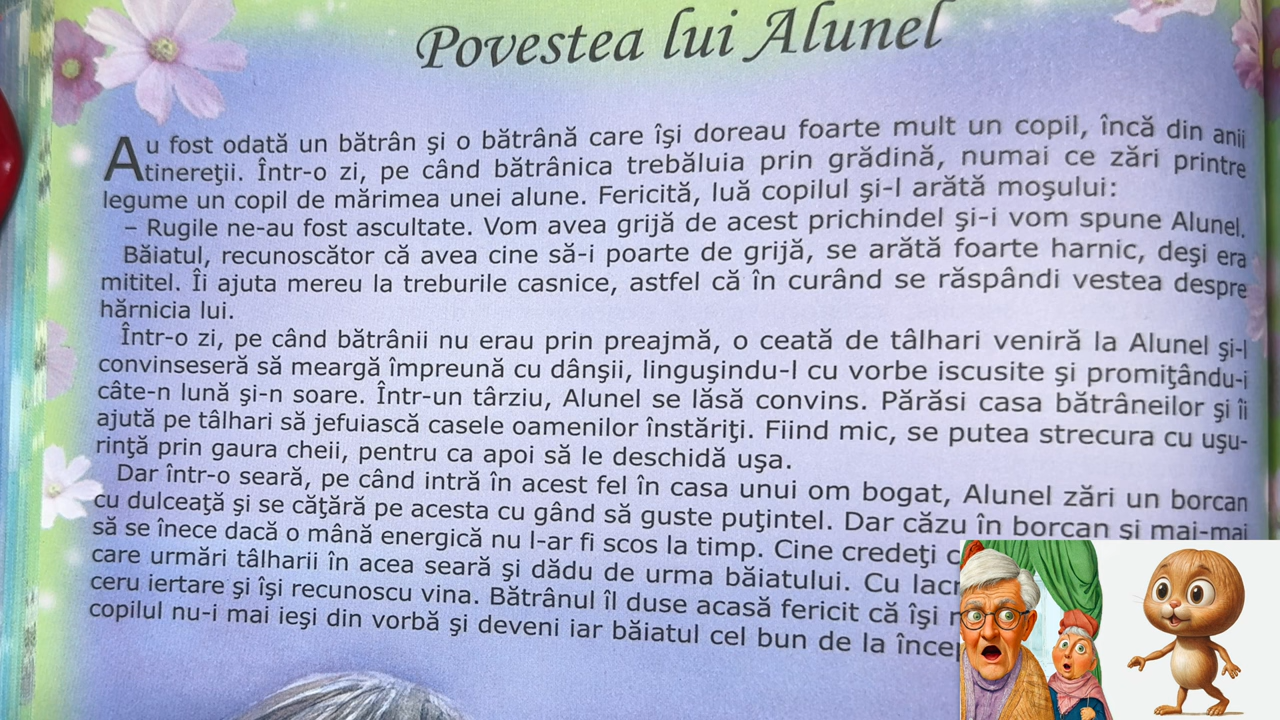 Povestea lui Alunel
Au fost odată un bătrân şi o bătrână care îşi doreau foarte mult un copil, încă din anii
tinereţii. Într-o zi, pe când bătrânica trebăluia prin grădină, numai ce zări printre
legume un copil de mărimea unei alune. Fericită, luă copilul şi-l arătă moşului:
– Rugile ne-au fost ascultate. Vom avea grijă de acest prichindel şi-i vom spune Alunel.
Băiatul, recunoscător că avea cine să-i poarte de grijă, se arătă foarte harnic, deşi era
mititel. Îi ajuta mereu la treburile casnice, astfel că în curând se răspândi vestea despre
hărnicia lui.
Într-o zi, pe când bătrânii nu erau prin preajmă, o ceată de tâlhari veniră la Alunel şi-l
convinseseră să meargă împreună cu dânşii, linguşindu-l cu vorbe iscusite şi promiţându-i
câte-n lună şi-n soare. Într-un târziu, Alunel se lăsă convins. Părăsi casa bătrâneilor şi îi
ajută pe tâlhari să jefuiască casele oamenilor înstăriţi. Fiind mic, se putea strecura cu uşu-
rinţă prin gaura cheii, pentru ca apoi să le deschidă uşa.
Dar într-o seară, pe când intră în acest fel în casa unui om bogat, Alunel zări un borcan
cu dulceaţă şi se căţără pe acesta cu gând să guste puţintel. Dar căzu în borcan şi mai-mai
să se înece dacă o mână energică nu l-ar fi scos la timp. Cine credeţi
care urmări tâlharii în acea seară şi dădu de urma băiatului. Cu
ceru iertare şi îşi recunoscu vina. Bătrânul îl duse acasă fericit că îşi
copilul nu-i mai ieşi din vorbă şi deveni iar băiatul cel bun de la